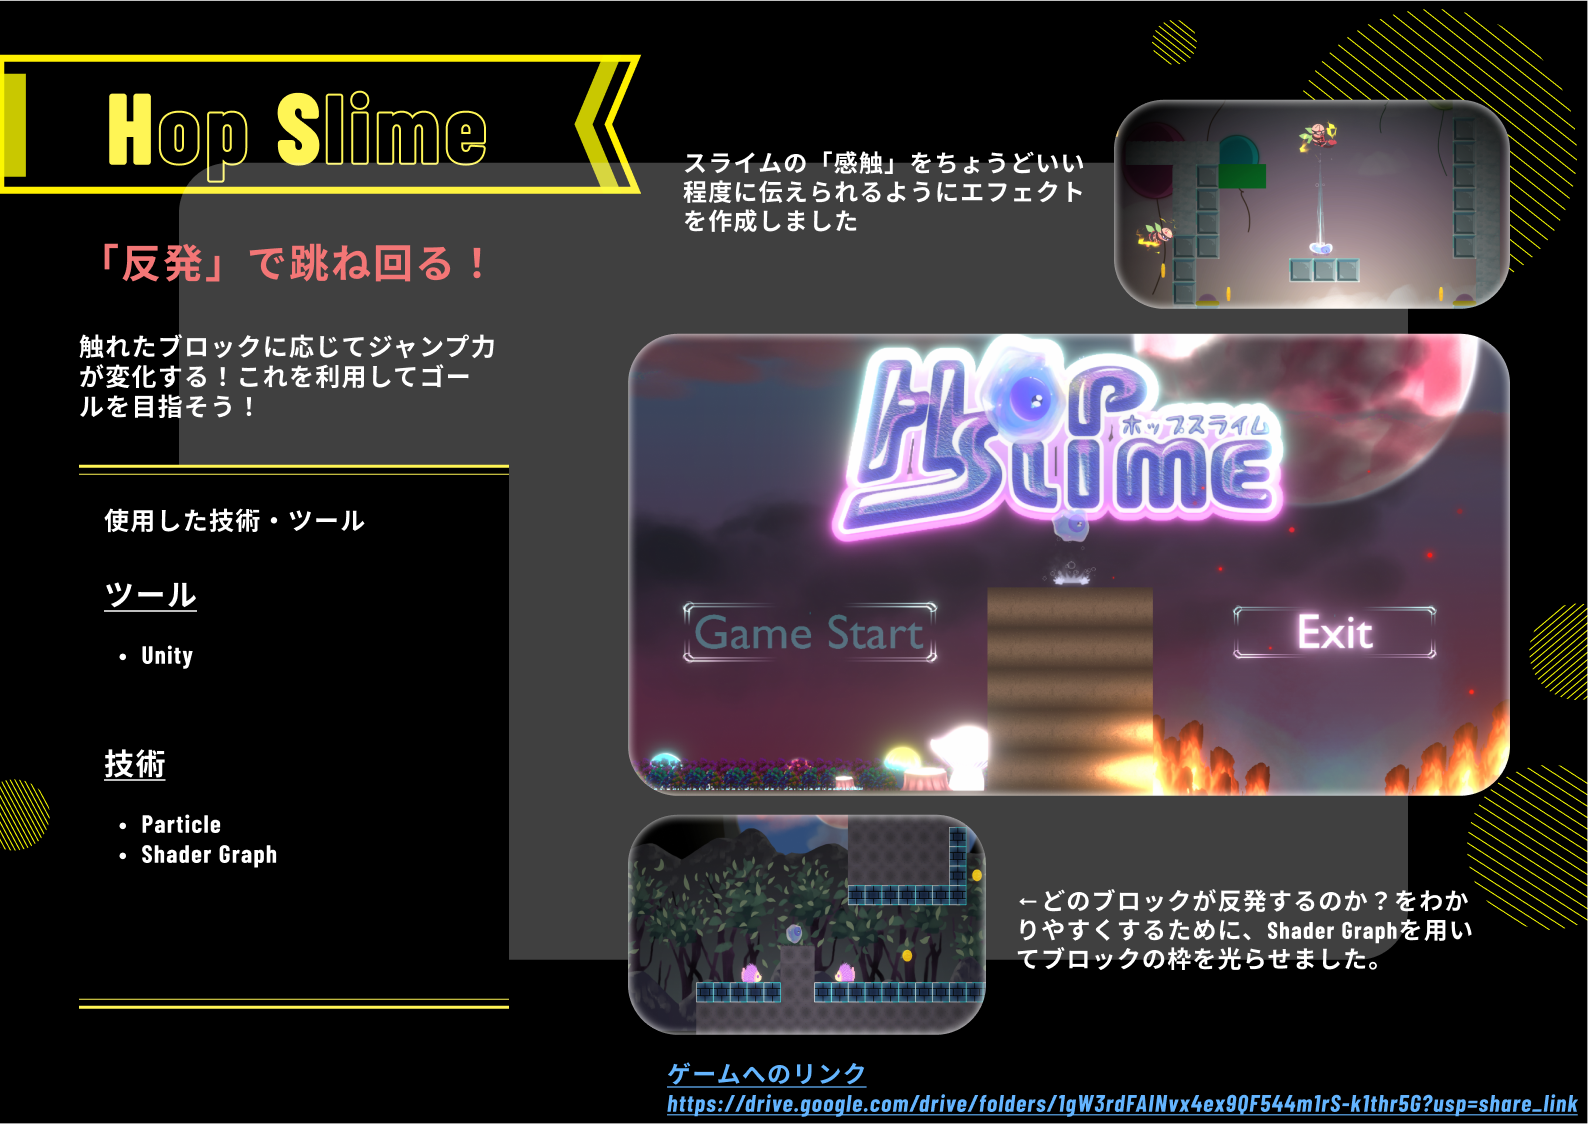 Hop Slime
「反発」で跳ね回る！
触れたブロックに応じてジャンプ力
が変化する！これを利用してゴー
ルを目指そう！
使用した技術・ツール
ツール
• Unity
技術
• Particle
• Shader Graph
スライムの「感触」をちょうどいい
程度に伝えられるようにエフェクト
を作成しました
HOP
ホップスライム
SLIME
Game Start
Exit
←どのブロックが反発するのか？をわか
りやすくするために、Shader Graphを用い
てブロックの枠を光らせました。
ゲームへのリンク
https://drive.google.com/drive/folders/1gW3rdFAlNvx4ex9QF544m1rS-k1thr5G?usp=share_link